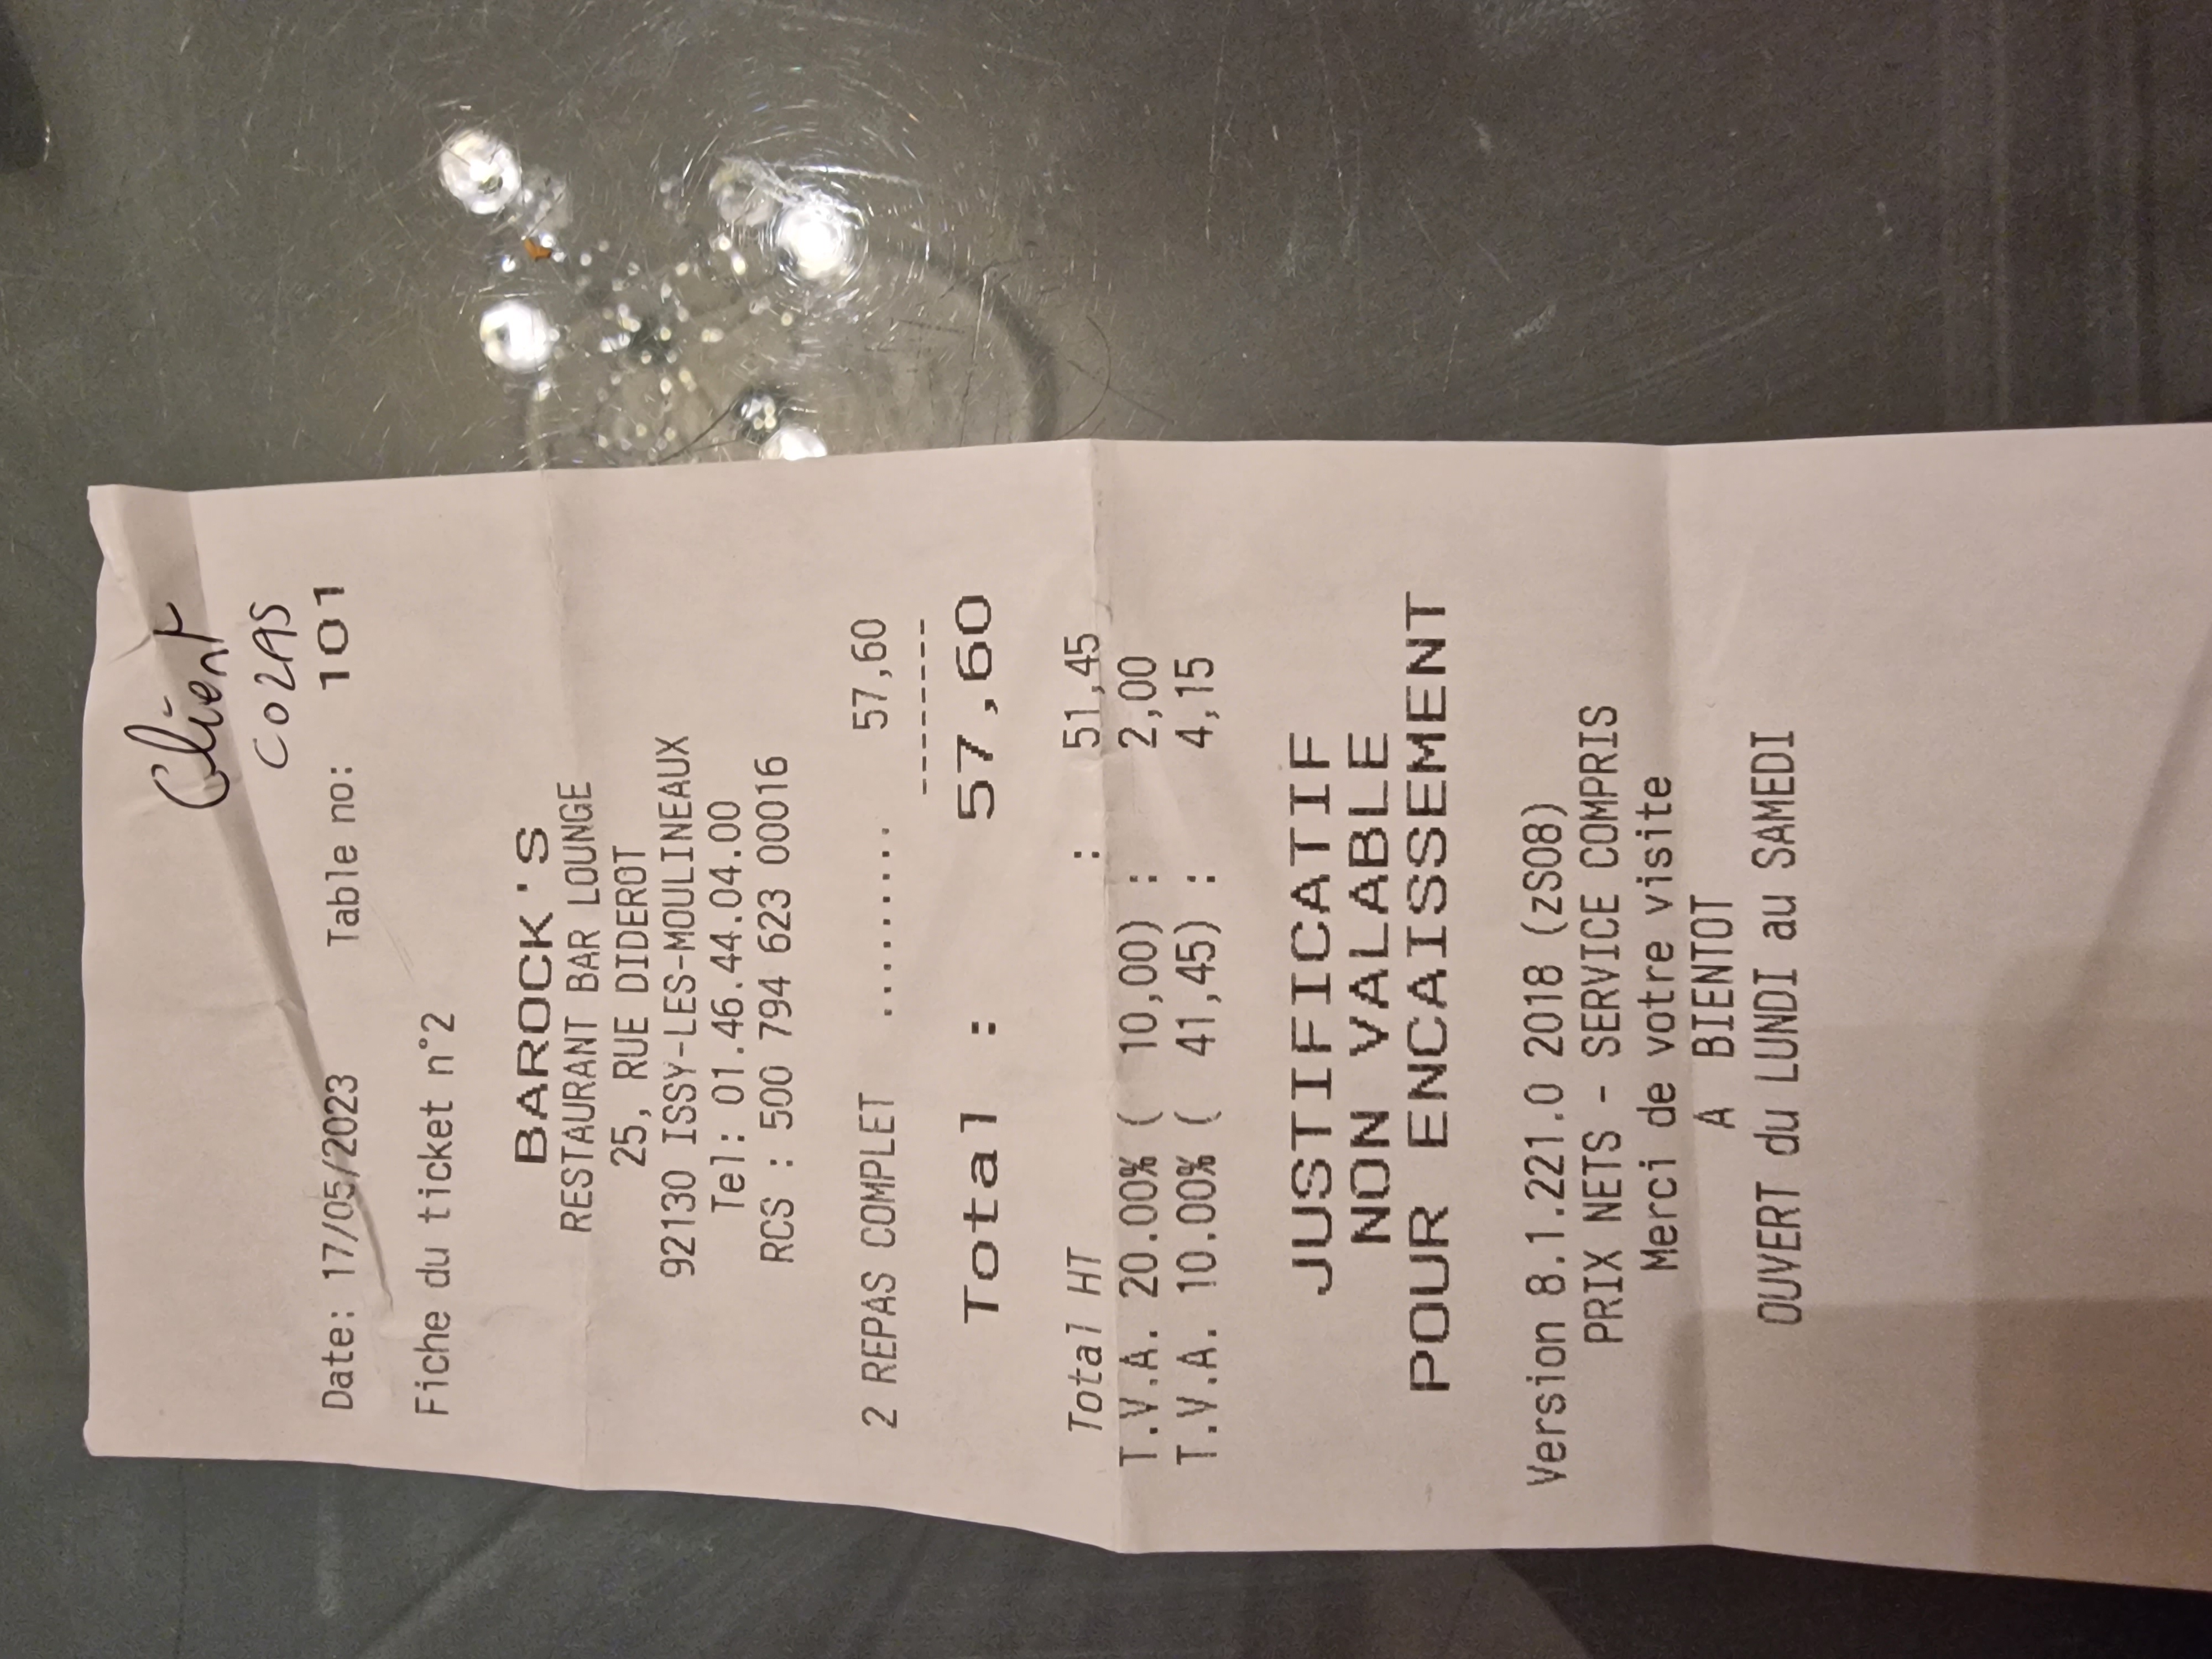 Client
COZAS
Date: 17/05/2023 Table no: 101
Fiche du ticket n°2
BAROCK'S
RESTAURANT BAR LOUNGE
25, RUE DIDEROT
92130 ISSY-LES-MOULINEAUX
Tel: 01.46.44.04.00
RCS : 500 794 623 00016
2 REPAS COMPLET ......... 57,60
--------
Total : 57,60
Total HT : 51,45
T.V.A. 20.00% ( 10,00) : 2,00
T.V.A. 10.00% ( 41,45) : 4,15
JUSTIFICATIF
NON VALABLE
POUR ENCAISSEMENT
Version 8.1.221.0 2018 (zS08)
PRIX NETS - SERVICE COMPRIS
Merci de votre visite
A BIENTOT
OUVERT du LUNDI au SAMEDI